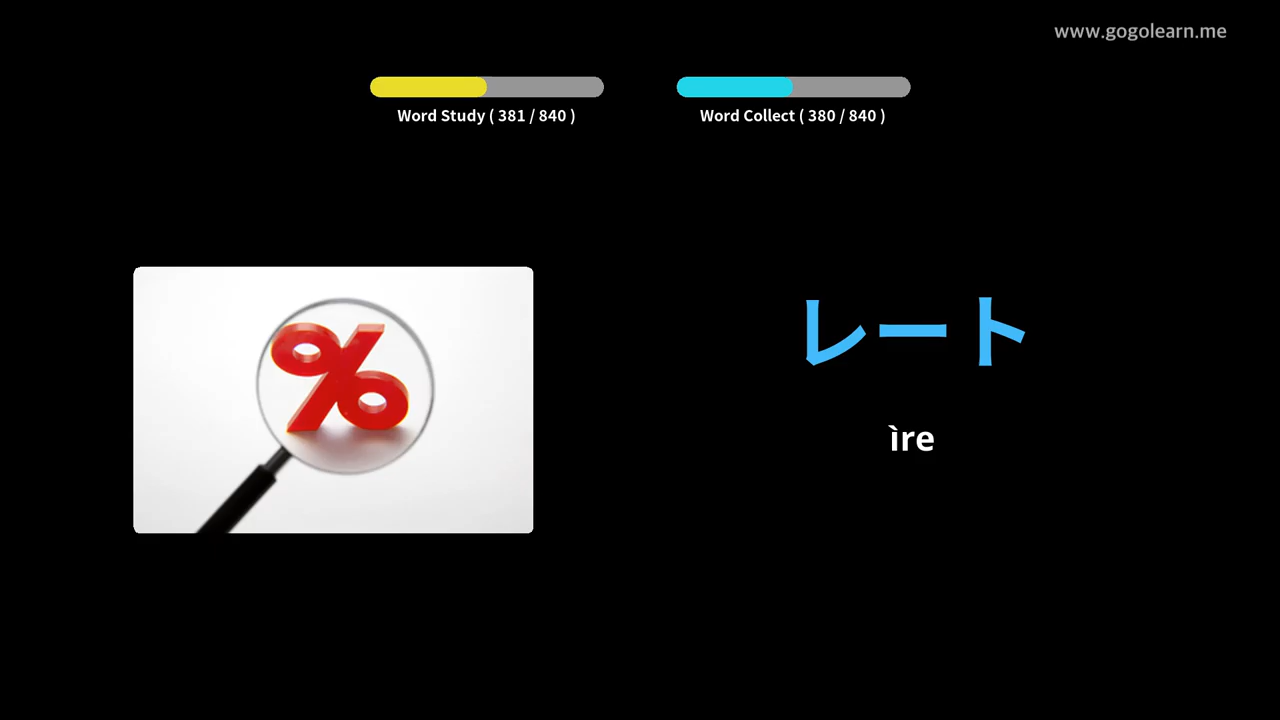 www.gogolearn.me
Word Study ( 381 / 840 )
Word Collect ( 380 / 840 )
%
レート
ìre